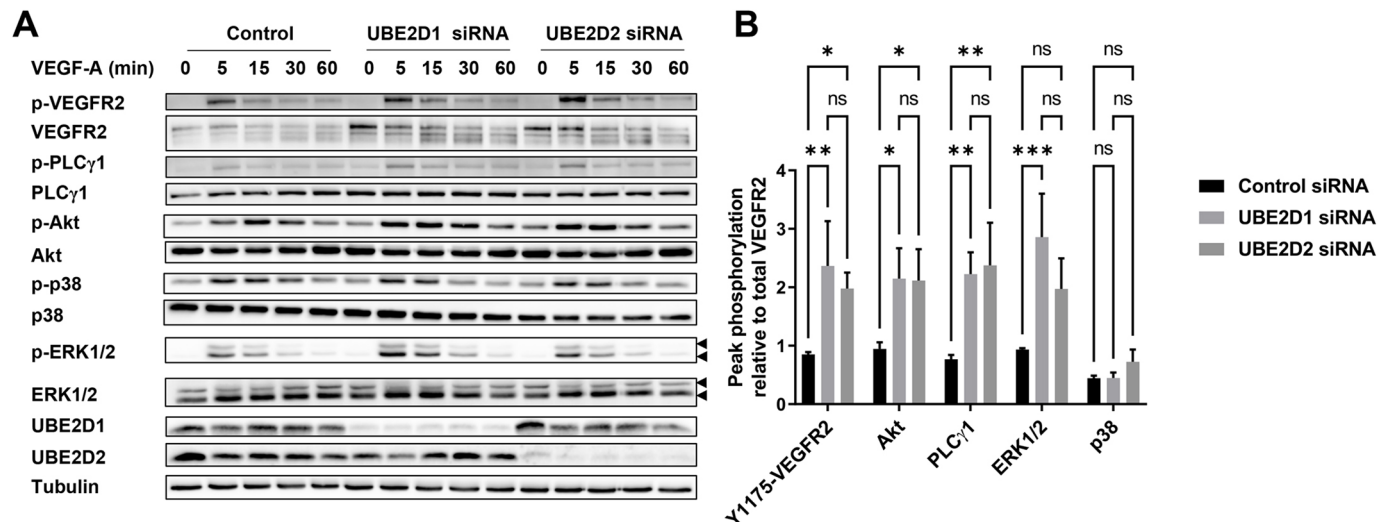 A
Control UBE2D1 siRNA UBE2D2 siRNA
VEGF-A (min) 0 5 15 30 60 0 5 15 30 60 0 5 15 30 60
p-VEGFR2
VEGFR2
p-PLCγ1
PLCγ1
p-Akt
Akt
p-p38
p38
p-ERK1/2
ERK1/2
UBE2D1
UBE2D2
Tubulin
B
* * ** ns ns
ns ns ns ns ns
** * ** *** ns
Peak phosphorylation
relative to total VEGFR2
4
3
2
1
0
Y1175-VEGFR2
Akt
PLCγ1
ERK1/2
p38
Control siRNA
UBE2D1 siRNA
UBE2D2 siRNA